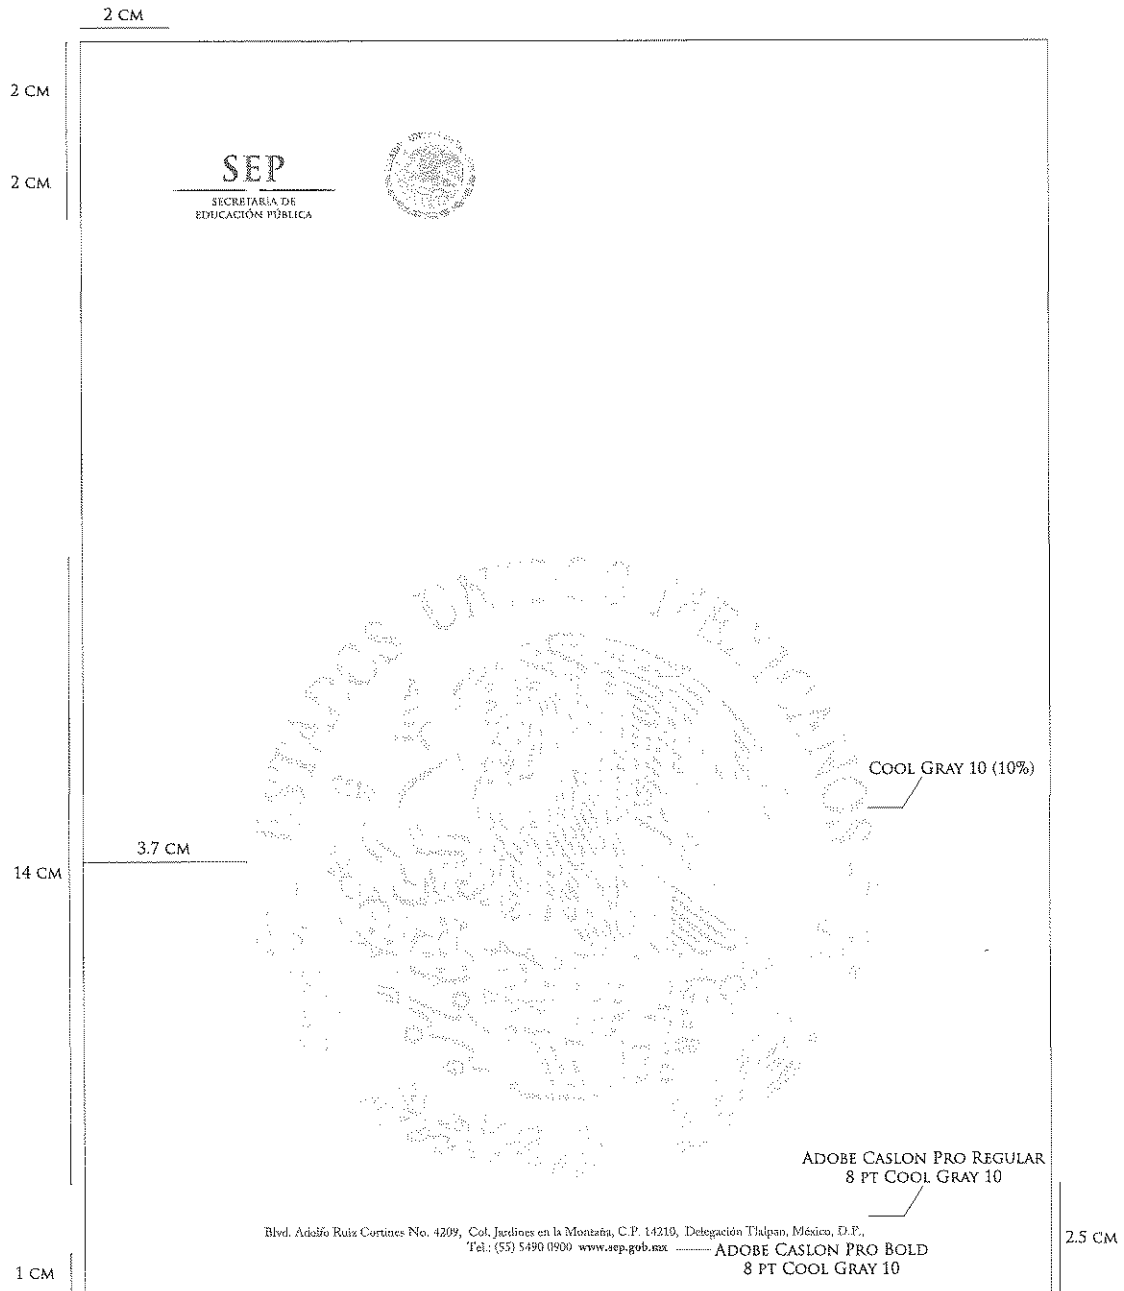 2 CM
2 CM
2 CM
SEP
SECRETARÍA DE
EDUCACIÓN PÚBLICA
ESTADOS UNIDOS MEXICANOS
COOL GRAY 10 (10%)
3.7 CM
14 CM
ADOBE CASLON PRO REGULAR
8 PT COOL GRAY 10
Blvd. Adolfo Ruiz Cortines No. 4209, Col. Jardines en la Montaña, C.P. 14210, Delegación Tlalpan, México, D.F.,
Tel.: (55) 5490 0900 www.sep.gob.mx
ADOBE CASLON PRO BOLD
8 PT COOL GRAY 10
2.5 CM
1 CM